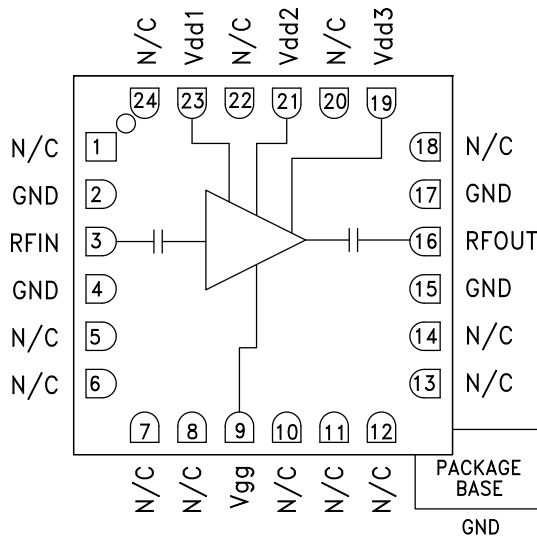 N/C Vdd1 N/C Vdd2 N/C Vdd3
24 23 22 21 20 19
N/C 1 18 N/C
GND 2 17 GND
RFIN 3 16 RFOUT
GND 4 15 GND
N/C 5 14 N/C
N/C 6 13 N/C
7 8 9 10 11 12
N/C N/C Vgg N/C N/C N/C
PACKAGE
BASE
GND